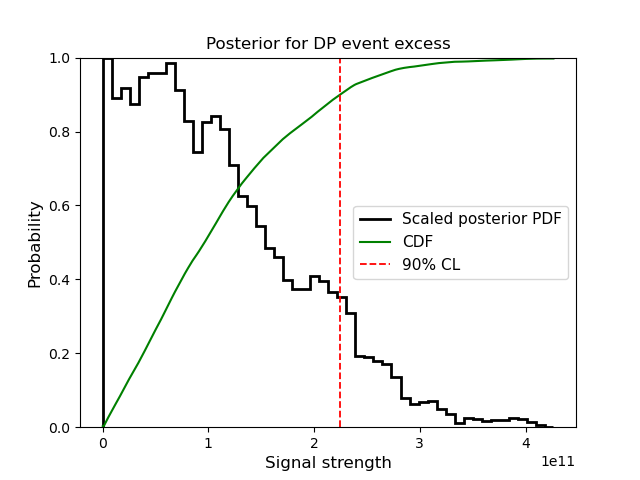 Posterior for DP event excess
1.0
0.8
0.6
0.4
0.2
0.0
Probability
Scaled posterior PDF
CDF
90% CL
0 1 2 3 4
1e11
Signal strength